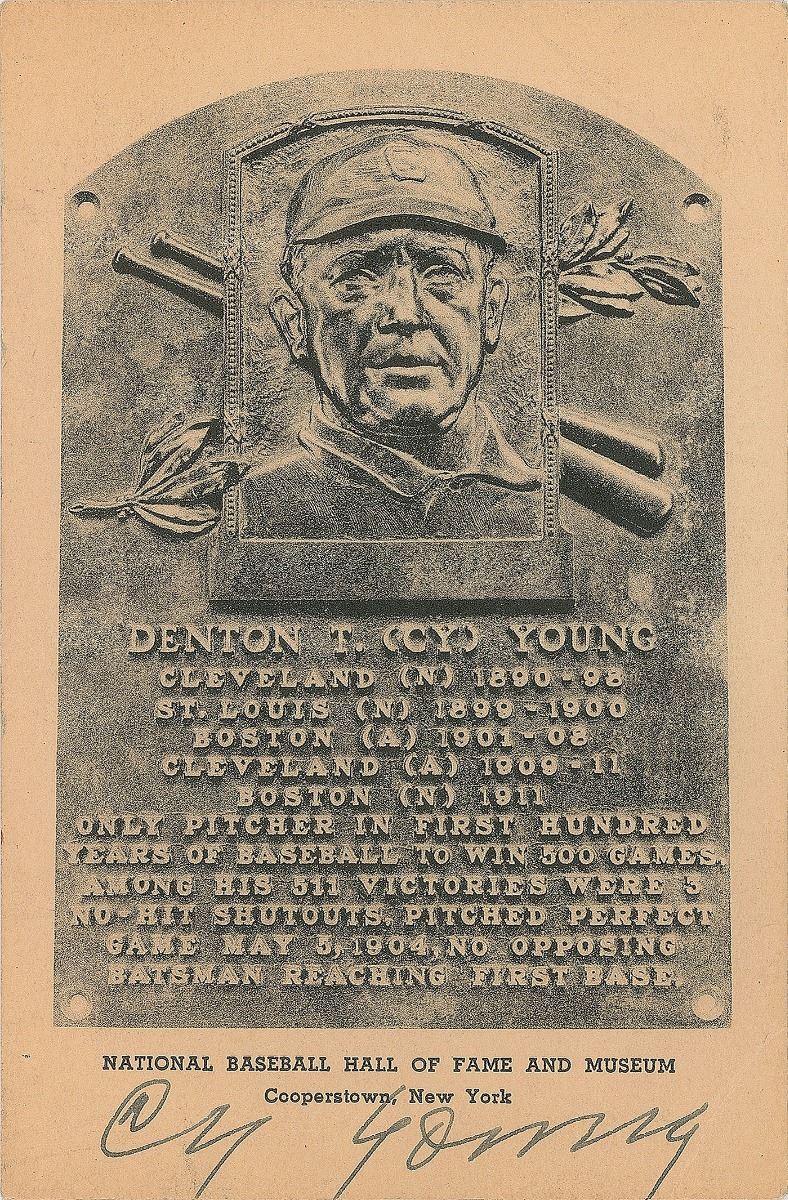 DENTON T. (CY) YOUNG
CLEVELAND (N) 1890-98
ST. LOUIS (N) 1899-1900
BOSTON (A) 1901-08
CLEVELAND (A) 1909-11
BOSTON (N) 1911
ONLY PITCHER IN FIRST HUNDRED
YEARS OF BASEBALL TO WIN 500 GAMES.
AMONG HIS 511 VICTORIES WERE 3
NO-HIT SHUTOUTS. PITCHED PERFECT
GAME MAY 5, 1904, NO OPPOSING
BATSMAN REACHING FIRST BASE.
NATIONAL BASEBALL HALL OF FAME AND MUSEUM
Cooperstown, New York
Cy Young